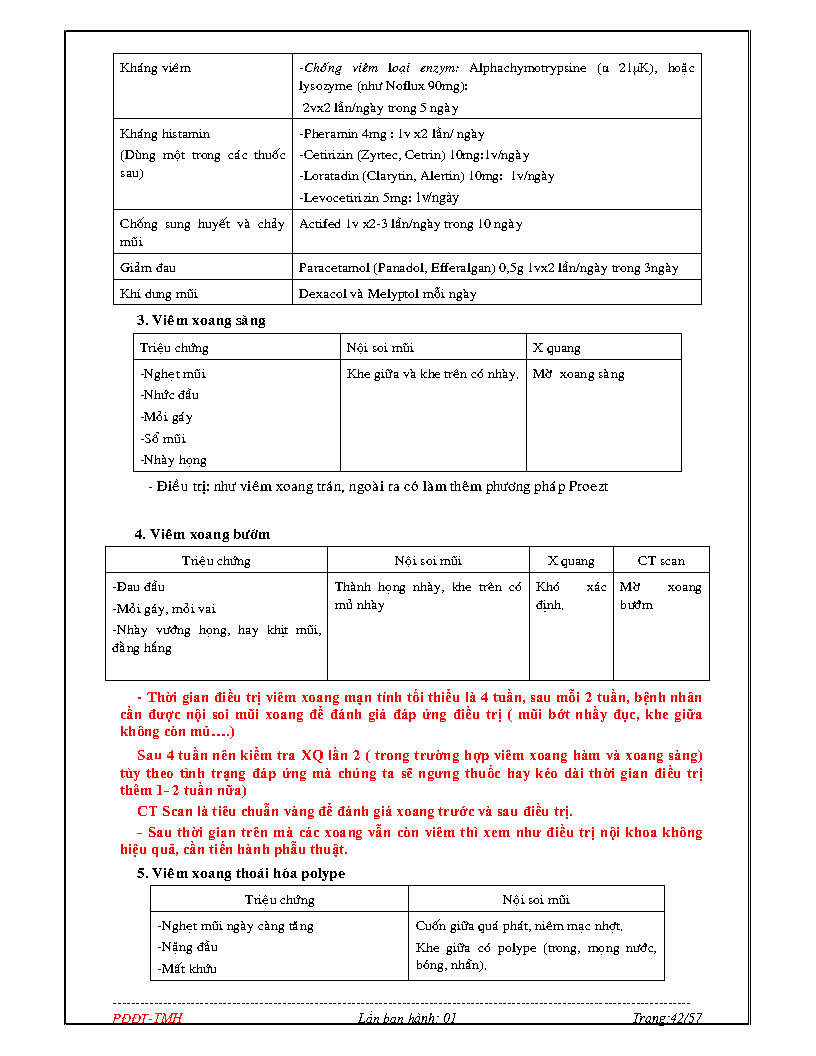 Kháng viêm
-Chống viêm loại enzym: Alphachymotrypsine (α 21μK), hoặc
lysozyme (như Noflux 90mg):
2vx2 lần/ngày trong 5 ngày
Kháng histamin
(Dùng một trong các thuốc
sau)
-Pheramin 4mg : 1v x2 lần/ ngày
-Cetirizin (Zyrtec, Cetrin) 10mg:1v/ngày
-Loratadin (Clarytin, Alertin) 10mg: 1v/ngày
-Levocetirizin 5mg: 1v/ngày
Chống sung huyết và chảy
mũi
Actifed 1v x2-3 lần/ngày trong 10 ngày
Giảm đau
Paracetamol (Panadol, Efferalgan) 0,5g 1vx2 lần/ngày trong 3ngày
Khí dung mũi
Dexacol và Melyptol mỗi ngày
3. Viêm xoang sàng
Triệu chứng
Nội soi mũi
X quang
-Nghẹt mũi
-Nhức đầu
-Mỏi gáy
-Sổ mũi
-Nhày họng
Khe giữa và khe trên có nhày.
Mờ xoang sàng
- Điều trị: như viêm xoang trán, ngoài ra có làm thêm phương pháp Proezt
4. Viêm xoang bướm
Triệu chứng
Nội soi mũi
X quang
CT scan
-Đau đầu
-Mỏi gáy, mỏi vai
-Nhày vướng họng, hay khịt mũi,
đằng hắng
Thành họng nhày, khe trên có
mủ nhày
Khó xác
định.
Mờ xoang
bướm
- Thời gian điều trị viêm xoang mạn tính tối thiểu là 4 tuần, sau mỗi 2 tuần, bệnh nhân
cần được nội soi mũi xoang để đánh giá đáp ứng điều trị ( mũi bớt nhầy đục, khe giữa
không còn mủ….)
Sau 4 tuần nên kiểm tra XQ lần 2 ( trong trường hợp viêm xoang hàm và xoang sàng)
tùy theo tình trạng đáp ứng mà chúng ta sẽ ngưng thuốc hay kéo dài thời gian điều trị
thêm 1- 2 tuần nữa)
CT Scan là tiêu chuẩn vàng để đánh giá xoang trước và sau điều trị.
- Sau thời gian trên mà các xoang vẫn còn viêm thì xem như điều trị nội khoa không
hiệu quã, cần tiến hành phẫu thuật.
5. Viêm xoang thoái hóa polype
Triệu chứng
Nội soi mũi
-Nghẹt mũi ngày càng tăng
-Nặng đầu
-Mất khứu
Cuốn giữa quá phát, niêm mạc nhợt.
Khe giữa có polype (trong, mọng nước,
bóng, nhẵn).
PĐĐT-TMH
Lần ban hành: 01
Trang:42/57